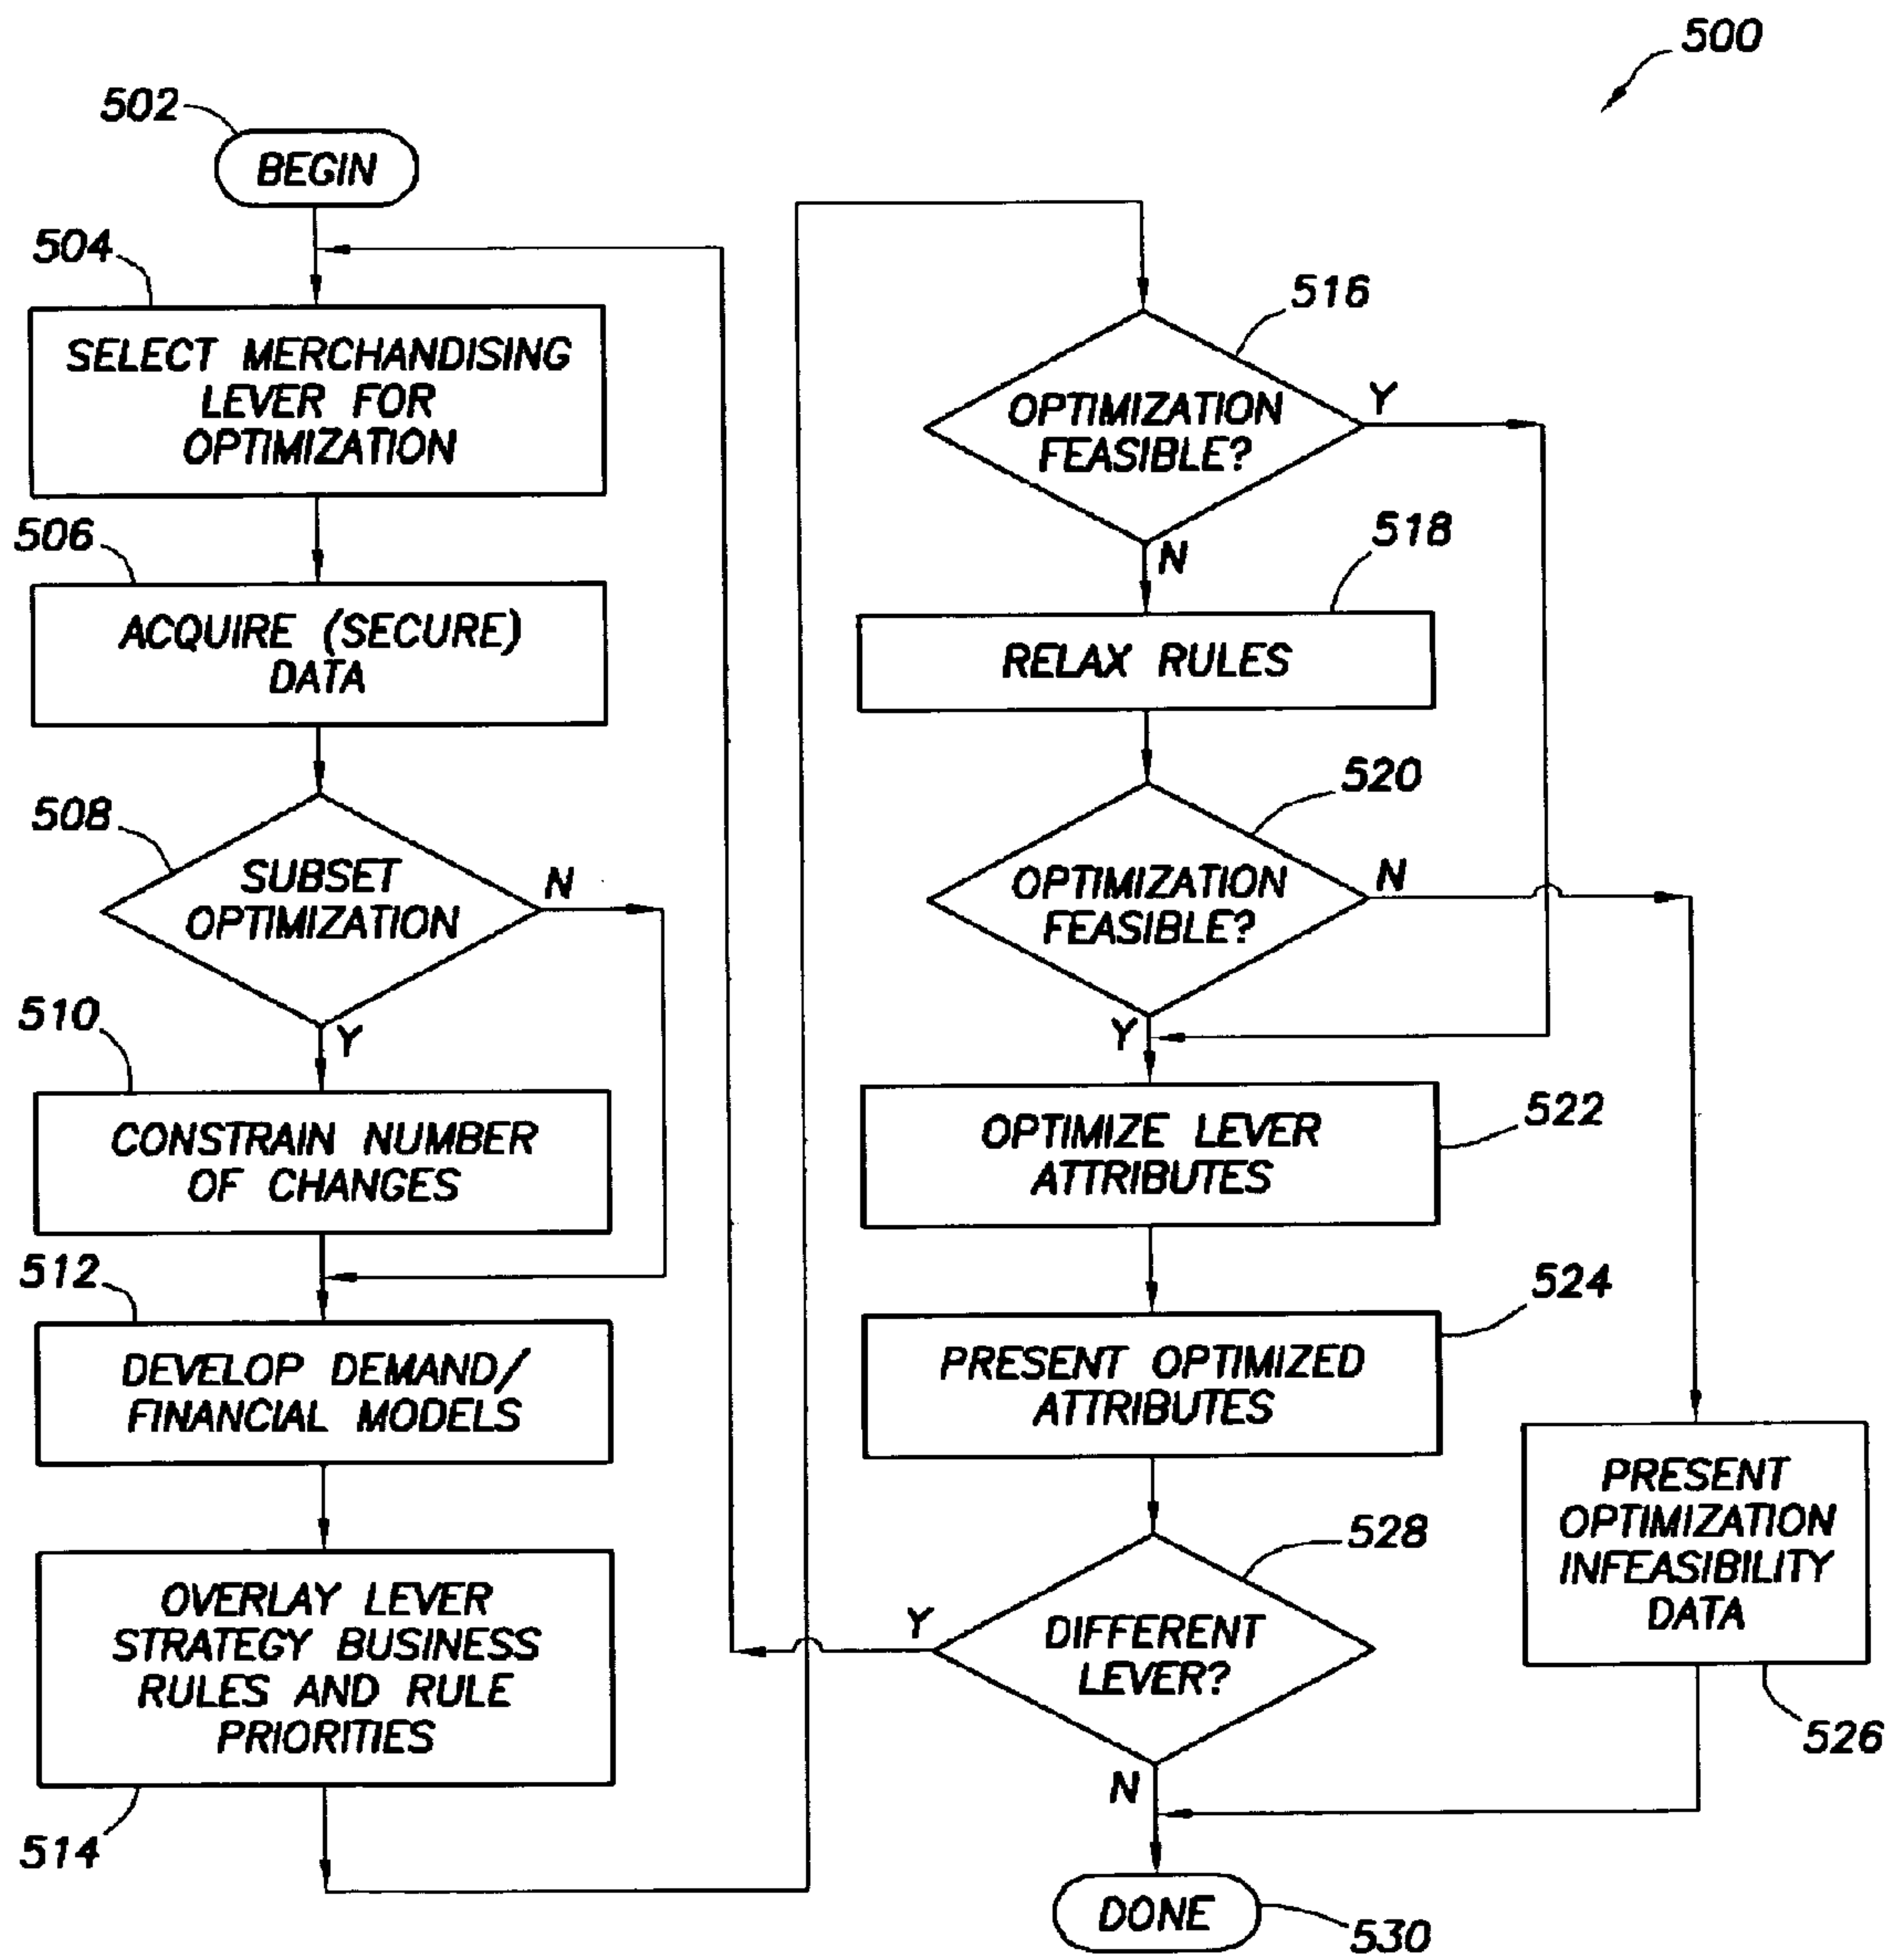 500
502
BEGIN
504
SELECT MERCHANDISING
LEVER FOR
OPTIMIZATION
506
ACQUIRE (SECURE)
DATA
508
SUBSET
OPTIMIZATION
N
Y
510
CONSTRAIN NUMBER
OF CHANGES
512
DEVELOP DEMAND/
FINANCIAL MODELS
OVERLAY LEVER
STRATEGY BUSINESS
RULES AND RULE
PRIORITIES
514
516
OPTIMIZATION
FEASIBLE?
Y
N
518
RELAX RULES
520
OPTIMIZATION
FEASIBLE?
N
Y
OPTIMIZE LEVER
ATTRIBUTES
522
524
PRESENT OPTIMIZED
ATTRIBUTES
528
DIFFERENT
LEVER?
Y
N
PRESENT
OPTIMIZATION
INFEASIBILITY
DATA
526
DONE
530